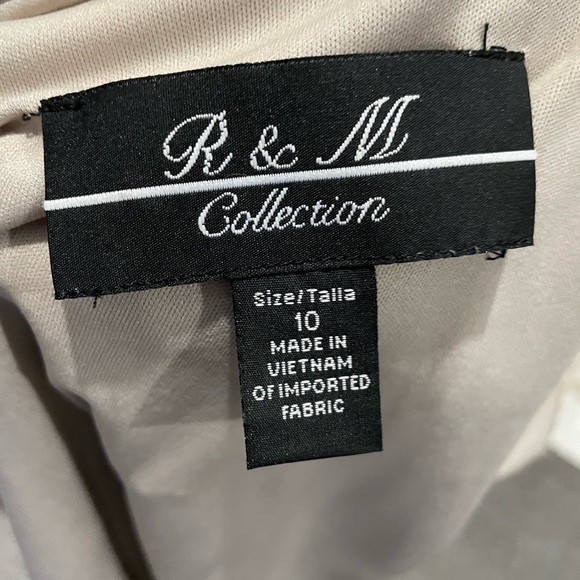 R & M
Collection
Size/Talla
10
MADE IN
VIETNAM
OF IMPORTED
FABRIC